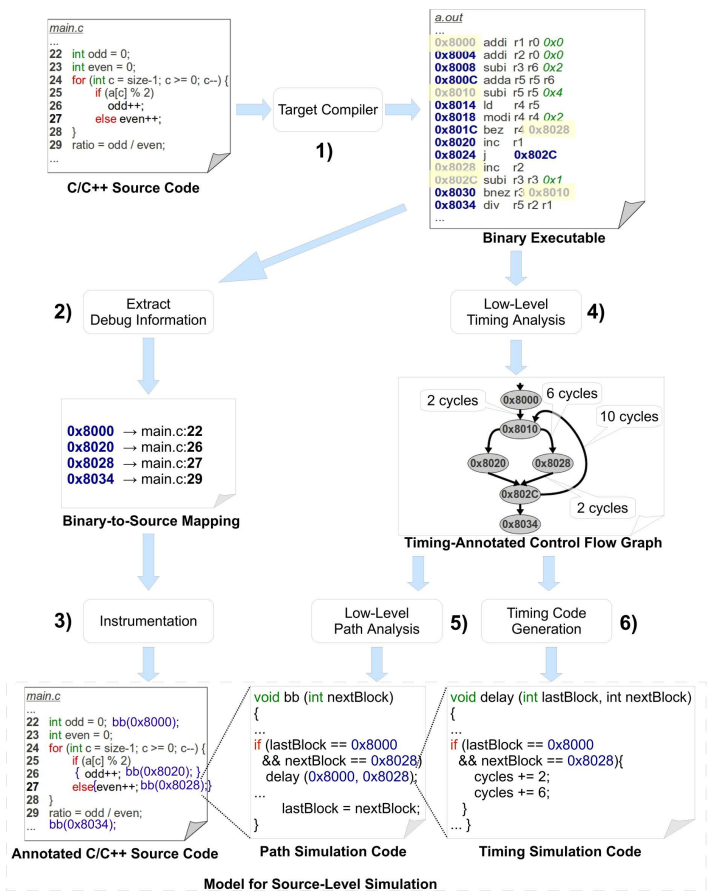 main.c
...
22 int odd = 0;
23 int even = 0;
24 for (int c = size-1; c >= 0; c--) {
25 if (a[c] % 2)
26 odd++;
27 else even++;
28 }
29 ratio = odd / even;
...
C/C++ Source Code
Target Compiler
1)
a.out
...
0x8000 addi r1 r0 0x0
0x8004 addi r2 r0 0x0
0x8008 subi r3 r6 0x2
0x800C adda r5 r5 r6
0x8010 subi r5 r5 0x4
0x8014 ld r4 r5
0x8018 modi r4 r4 0x2
0x801C bez r4 0x8028
0x8020 inc r1
0x8024 j 0x802C
0x8028 inc r2
0x802C subi r3 r3 0x1
0x8030 bnez r3 0x8010
0x8034 div r5 r2 r1
...
Binary Executable
2)
Extract
Debug Information
Low-Level
Timing Analysis
4)
0x8000 → main.c:22
0x8020 → main.c:26
0x8028 → main.c:27
0x8034 → main.c:29
Binary-to-Source Mapping
2 cycles
6 cycles
10 cycles
2 cycles
0x8000
0x8010
0x8020
0x8028
0x802C
0x8034
Timing-Annotated Control Flow Graph
3)
Instrumentation
Low-Level
Path Analysis
5)
Timing Code
Generation
6)
main.c
...
22 int odd = 0; bb(0x8000);
23 int even = 0;
24 for (int c = size-1; c >= 0; c--) {
25 if (a[c] % 2)
26 { odd++; bb(0x8020); }
27 else{even++; bb(0x8028);}
28 }
29 ratio = odd / even;
... bb(0x8034);
Annotated C/C++ Source Code
void bb (int nextBlock)
{
...
if (lastBlock == 0x8000
&& nextBlock == 0x8028)
delay (0x8000, 0x8028);
...
lastBlock = nextBlock;
}
Path Simulation Code
void delay (int lastBlock, int nextBlock)
{
...
if (lastBlock == 0x8000
&& nextBlock == 0x8028){
cycles += 2;
cycles += 6;
}
... }
Timing Simulation Code
Model for Source-Level Simulation